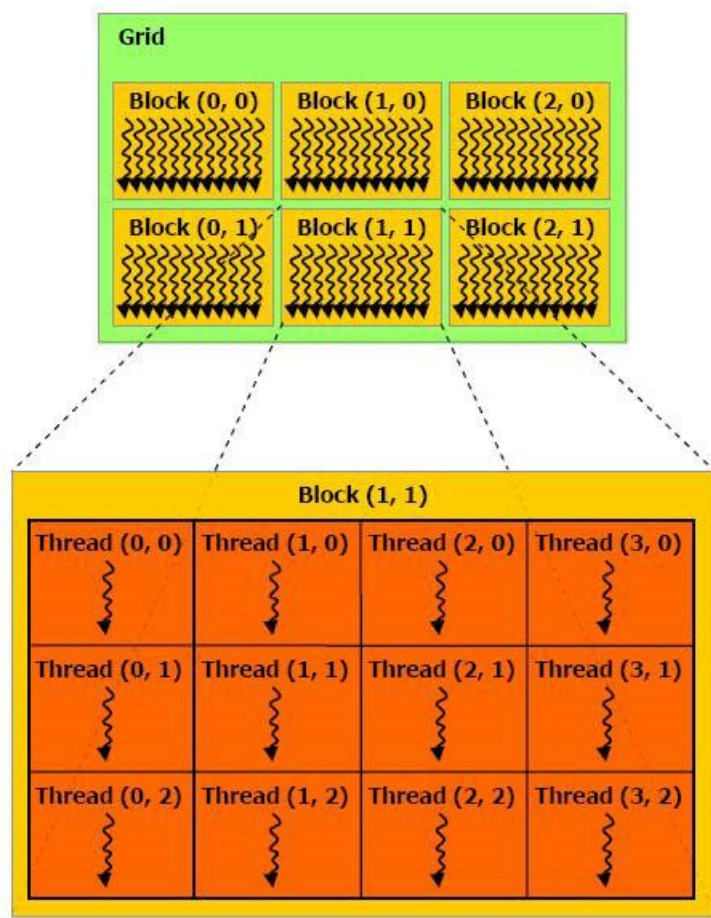 Grid
Block (0, 0) Block (1, 0) Block (2, 0)
Block (0, 1) Block (1, 1) Block (2, 1)
Block (1, 1)
Thread (0, 0) Thread (1, 0) Thread (2, 0) Thread (3, 0)
Thread (0, 1) Thread (1, 1) Thread (2, 1) Thread (3, 1)
Thread (0, 2) Thread (1, 2) Thread (2, 2) Thread (3, 2)